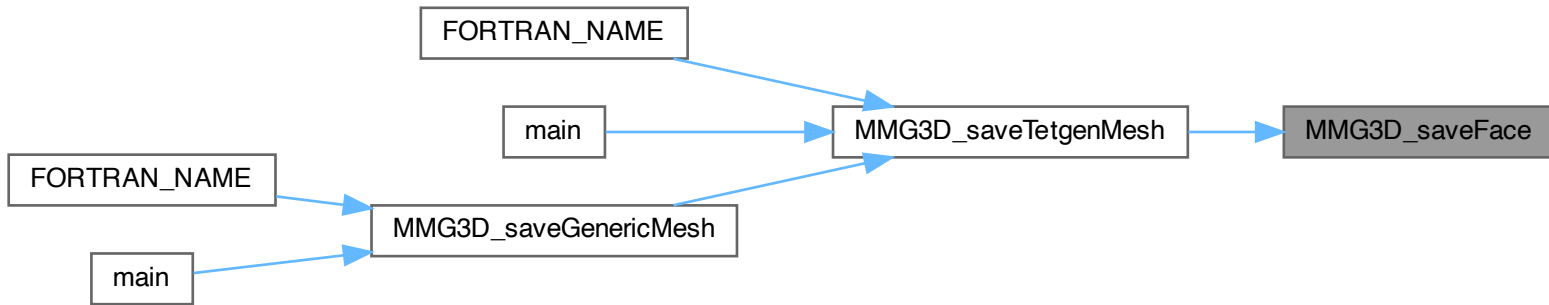 FORTRAN_NAME
main
MMG3D_saveTetgenMesh
MMG3D_saveFace
FORTRAN_NAME
MMG3D_saveGenericMesh
main